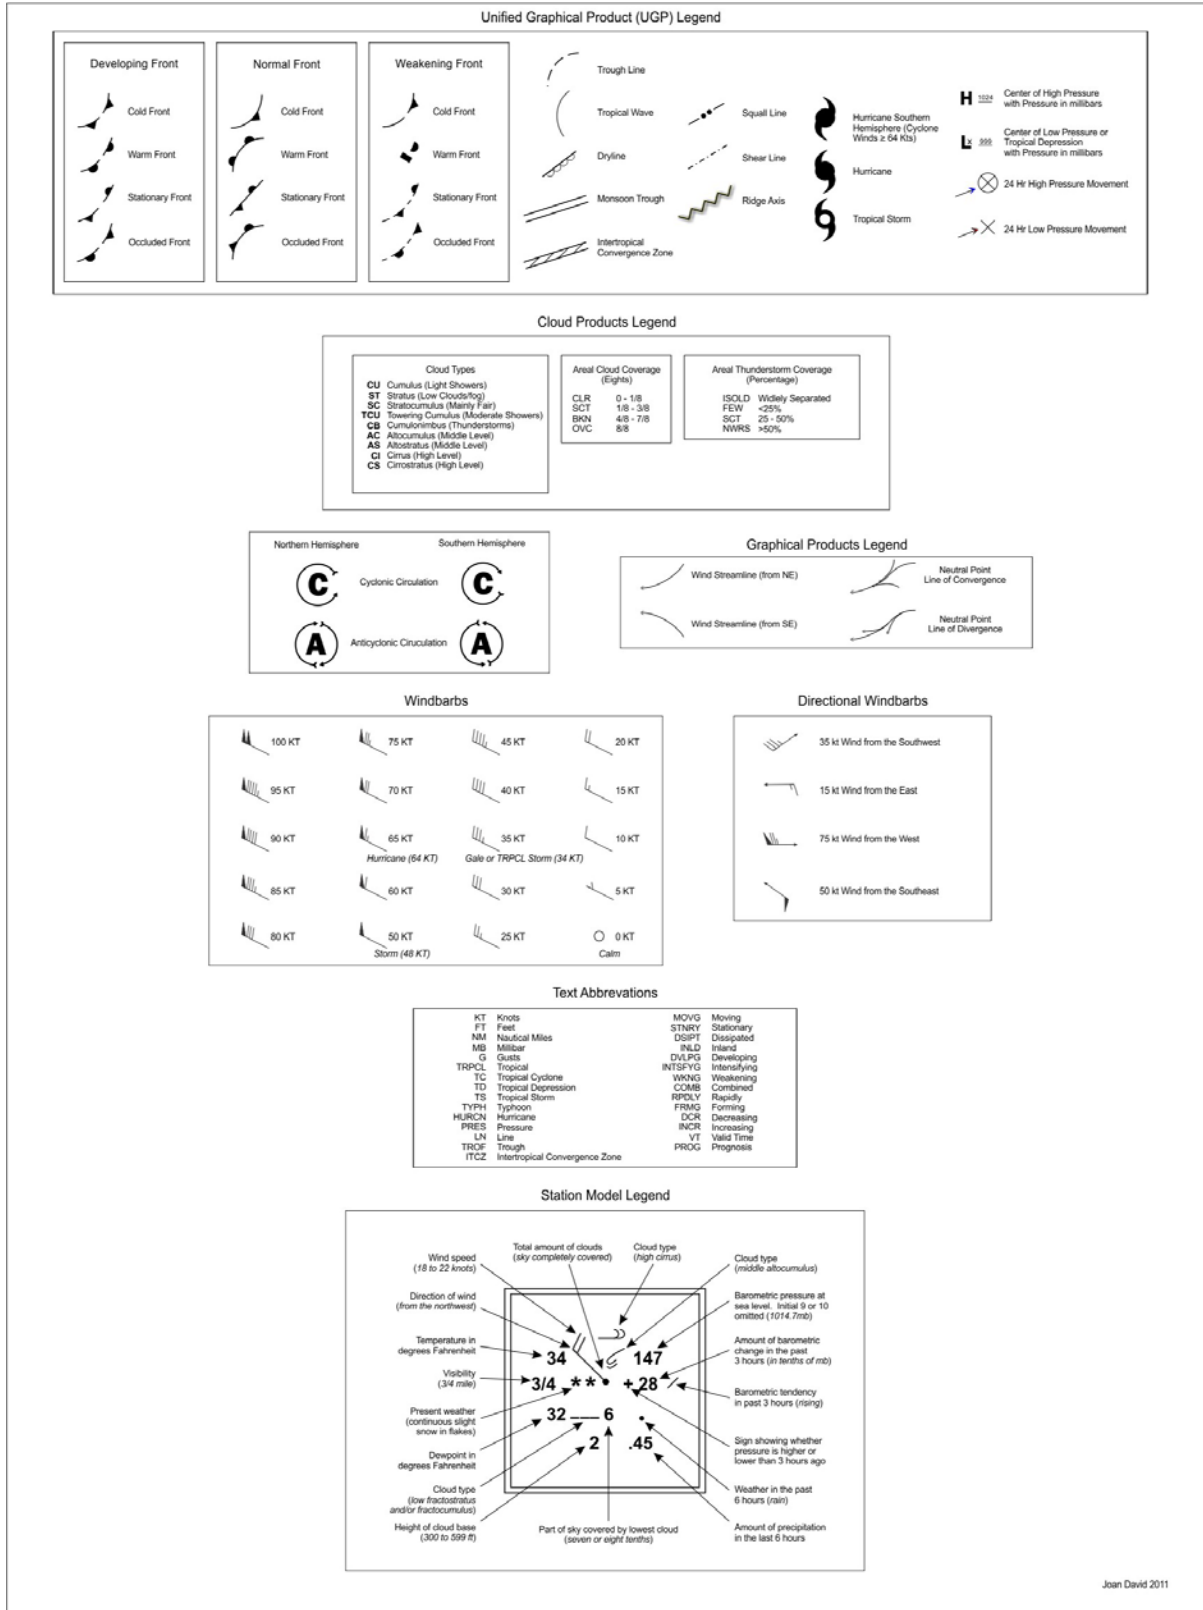 Unified Graphical Product (UGP) Legend
Developing Front
Cold Front
Warm Front
Stationary Front
Occluded Front
Normal Front
Cold Front
Warm Front
Stationary Front
Occluded Front
Weakening Front
Cold Front
Warm Front
Stationary Front
Occluded Front
Trough Line
Tropical Wave
Dryline
Monsoon Trough
Intertropical
Convergence Zone
Squall Line
Shear Line
Ridge Axis
Hurricane Southern
Hemisphere (Cyclone
Winds ≥ 64 Kts)
Hurricane
Tropical Storm
H 1024 Center of High Pressure
with Pressure in millibars
L x 999 Center of Low Pressure or
Tropical Depression
with Pressure in millibars
24 Hr High Pressure Movement
24 Hr Low Pressure Movement
Cloud Products Legend
Cloud Types
CU Cumulus (Light Showers)
ST Stratus (Low Clouds/fog)
SC Stratocumulus (Mainly Fair)
TCU Towering Cumulus (Moderate Showers)
CB Cumulonimbus (Thunderstorms)
AC Altocumulus (Middle Level)
AS Altostratus (Middle Level)
CI Cirrus (High Level)
CS Cirrostratus (High Level)
Areal Cloud Coverage
(Eights)
CLR 0 - 1/8
SCT 1/8 - 3/8
BKN 4/8 - 7/8
OVC 8/8
Areal Thunderstorm Coverage
(Percentage)
ISOLD Widlely Separated
FEW <25%
SCT 25 - 50%
NWRS >50%
Northern Hemisphere
Southern Hemisphere
C Cyclonic Circulation C
A Anticyclonic Ciruculation A
Graphical Products Legend
Wind Streamline (from NE)
Neutral Point
Line of Convergence
Wind Streamline (from SE)
Neutral Point
Line of Divergence
Windbarbs
100 KT 75 KT 45 KT 20 KT
95 KT 70 KT 40 KT 15 KT
90 KT 65 KT 35 KT 10 KT
Hurricane (64 KT) Gale or TRPCL Storm (34 KT)
85 KT 60 KT 30 KT 5 KT
80 KT 50 KT 25 KT 0 KT
Storm (48 KT) Calm
Directional Windbarbs
35 kt Wind from the Southwest
15 kt Wind from the East
75 kt Wind from the West
50 kt Wind from the Southeast
Text Abbrevations
KT Knots
FT Feet
NM Nautical Miles
MB Millibar
G Gusts
TRPCL Tropical
TC Tropical Cyclone
TD Tropical Depression
TS Tropical Storm
TYPH Typhoon
HURCN Hurricane
PRES Pressure
LN Line
TROF Trough
ITCZ Intertropical Convergence Zone
MOVG Moving
STNRY Stationary
DSIPT Dissipated
INLD Inland
DVLPG Developing
INTSFYG Intensifying
WKNG Weakening
COMB Combined
RPDLY Rapidly
FRMG Forming
DCR Decreasing
INCR Increasing
VT Valid Time
PROG Prognosis
Station Model Legend
Wind speed
(18 to 22 knots)
Direction of wind
(from the northwest)
Temperature in
degrees Fahrenheit
Visibility
(3/4 mile)
Present weather
(continuous slight
snow in flakes)
Dewpoint in
degrees Fahrenheit
Cloud type
(low fractostratus
and/or fractocumulus)
Height of cloud base
(300 to 599 ft)
Total amount of clouds
(sky completely covered)
Cloud type
(high cirrus)
34 147
3/4 ** +28
32 6
2 .45
Part of sky covered by lowest cloud
(seven or eight tenths)
Cloud type
(middle altocumulus)
Barometric pressure at
sea level. Initial 9 or 10
omitted (1014.7mb)
Amount of barometric
change in the past
3 hours (in tenths of mb)
Barometric tendency
in past 3 hours (rising)
Sign showing whether
pressure is higher or
lower than 3 hours ago
Weather in the past
6 hours (rain)
Amount of precipitation
in the last 6 hours
Joan David 2011